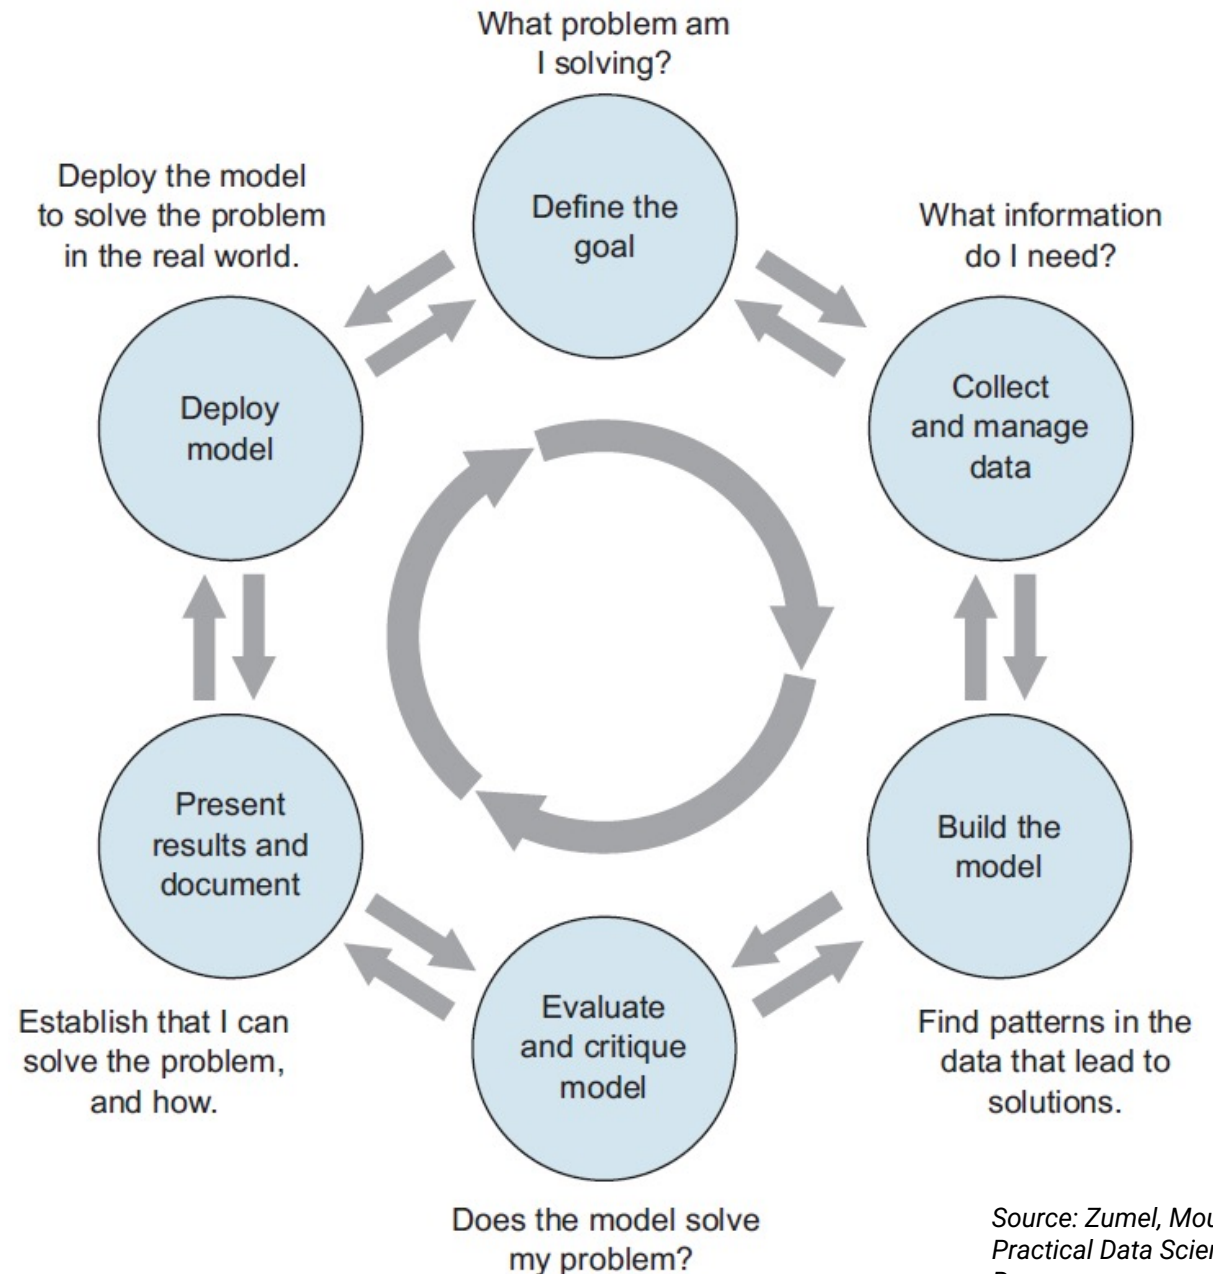 What problem am
I solving?
Define the
goal
What information
do I need?
Collect
and manage
data
Build the
model
Find patterns in the
data that lead to
solutions.
Evaluate
and critique
model
Does the model solve
my problem?
Present
results and
document
Establish that I can
solve the problem,
and how.
Deploy the model
to solve the problem
in the real world.
Deploy
model
Source: Zumel,
Practical Data